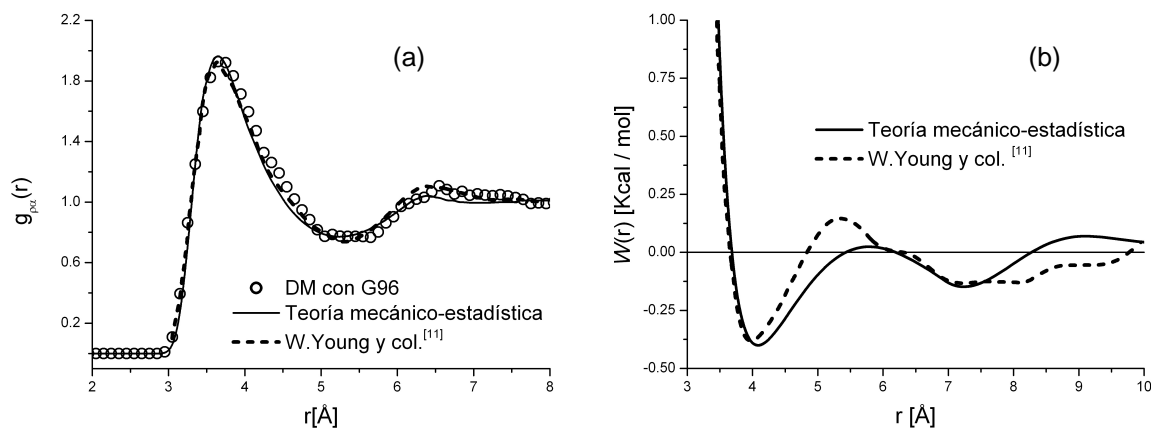 (a)
2.2
1.8
1.4
1.0
0.6
0.2
g_ρα(r)
DM con G96
Teoría mecánico-estadística
W.Young y col.[11]
2 3 4 5 6 7 8
r[Å]
(b)
1.00
0.75
0.50
0.25
0.00
-0.25
-0.50
W(r) [Kcal / mol]
Teoría mecánico-estadística
W.Young y col. [11]
3 4 5 6 7 8 9 10
r [Å]